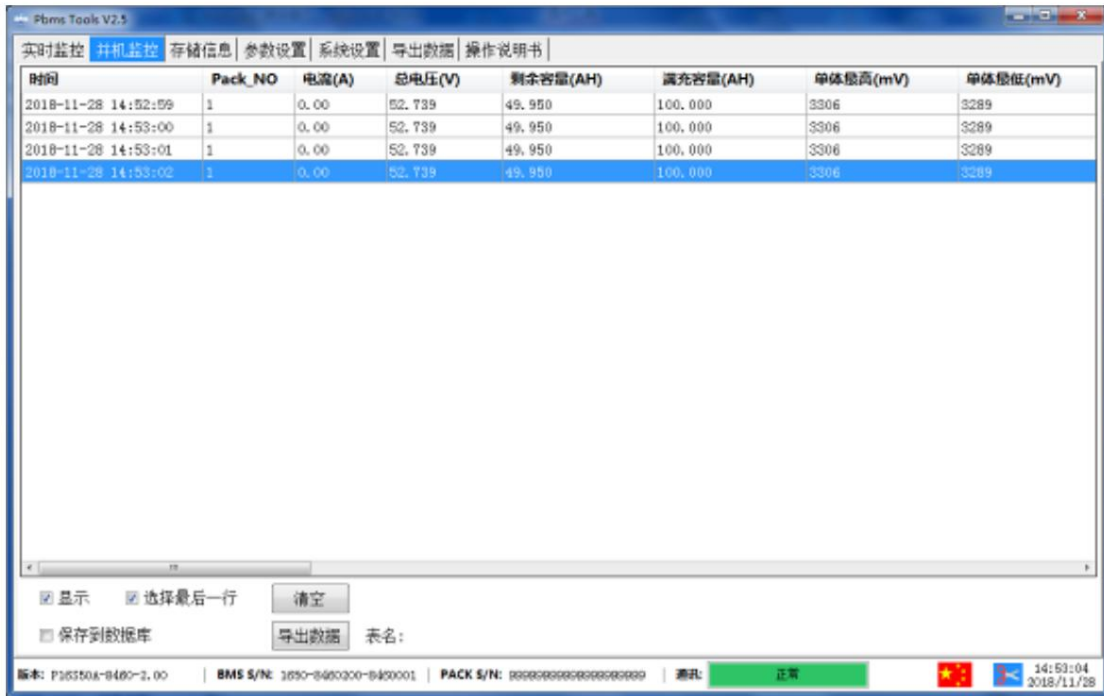 Pbms Tools V2.5
实时监控 并机监控 存储信息 参数设置 系统设置 导出数据 操作说明书
时间 Pack_NO 电流(A) 总电压(V) 剩余容量(AH) 满充容量(AH) 单体最高(mV) 单体最低(mV)
2018-11-28 14:52:59 1 0.00 52.739 49.950 100.000 3306 3289
2018-11-28 14:53:00 1 0.00 52.739 49.950 100.000 3306 3289
2018-11-28 14:53:01 1 0.00 52.739 49.950 100.000 3306 3289
2018-11-28 14:53:02 1 0.00 52.739 49.950 100.000 3306 3289
显示 选择最后一行 清空
保存到数据库 导出数据 表名:
版本: P16S50A-8460-2.00 BMS S/N: PACK S/N: 通讯: 正常 14:53:04
2018/11/28